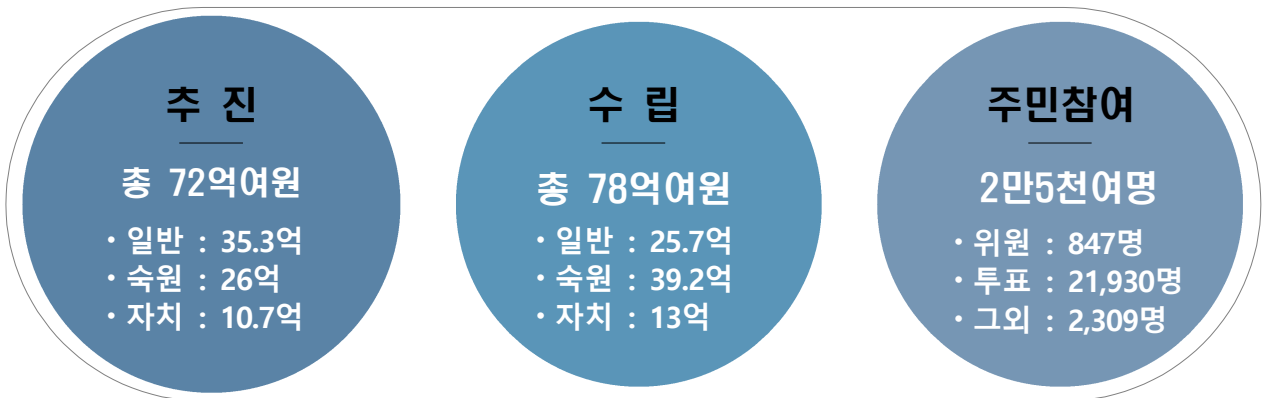 추 진
총 72억여원
· 일반 : 35.3억
· 숙원 : 26억
· 자치 : 10.7억
수 립
총 78억여원
· 일반 : 25.7억
· 숙원 : 39.2억
· 자치 : 13억
주민참여
2만5천여명
· 위원 : 847명
· 투표 : 21,930명
· 그외 : 2,309명